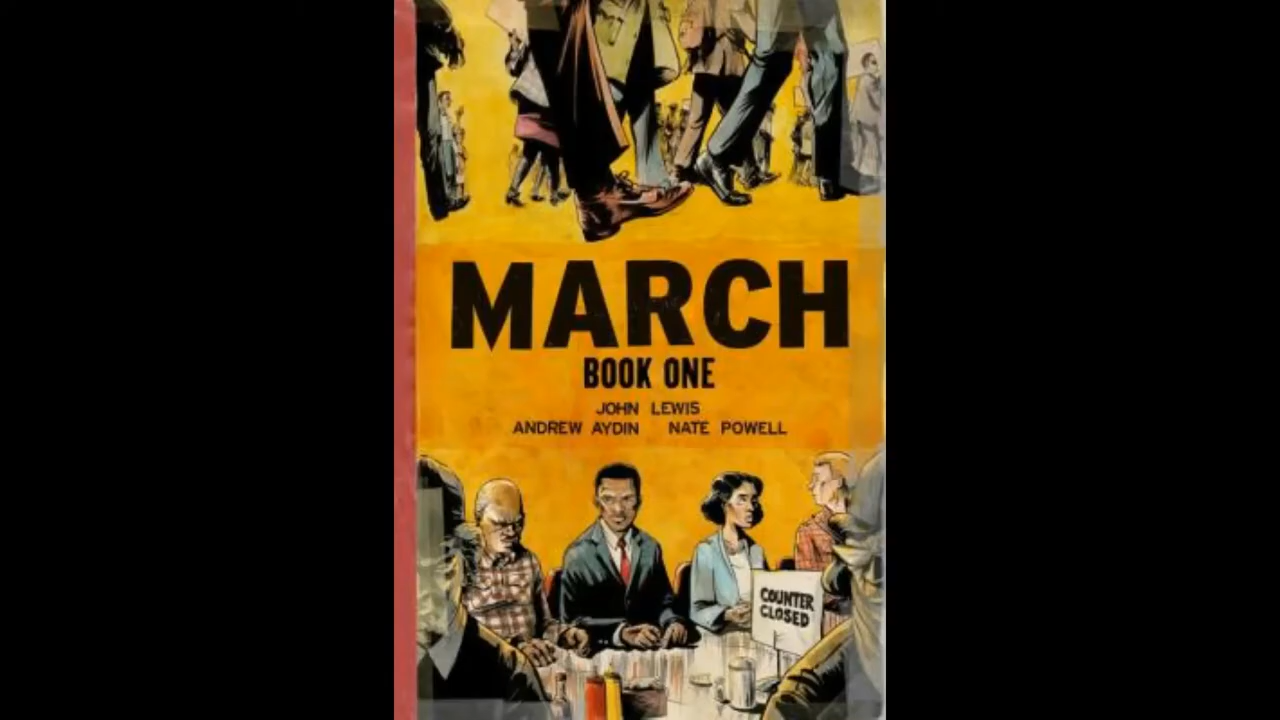 MARCH
BOOK ONE
JOHN LEWIS
ANDREW AYDIN NATE POWELL
COUNTER
CLOSED